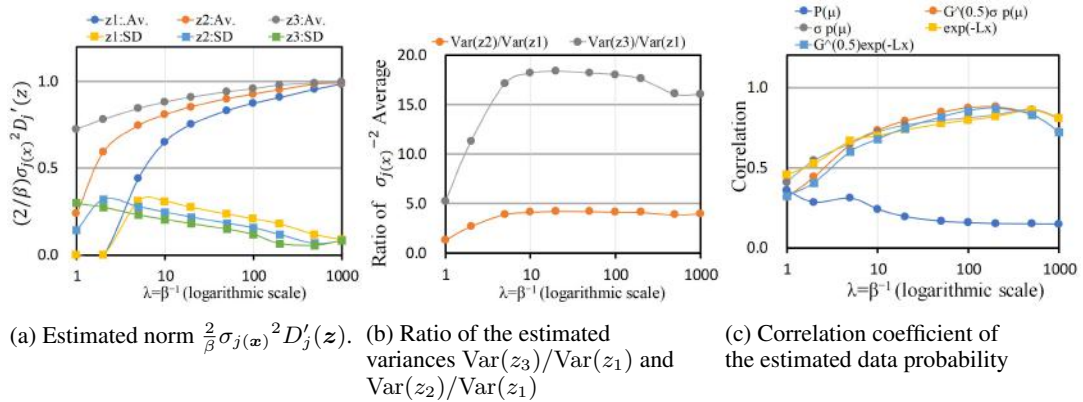 z1:.Av. z2:Av. z3:Av.
z1:SD z2:SD z3:SD
(2/β)σj(x)²Dj′(z)
1.0
0.5
0.0
1 10 100 1000
λ=β⁻¹ (logarithmic scale)
(a) Estimated norm 2/β σj(x)²D′j(z).
Var(z2)/Var(z1) Var(z3)/Var(z1)
Ratio of σj(x)⁻² Average
20.0
15.0
10.0
5.0
0.0
1 10 100 1000
λ=β⁻¹ (logarithmic scale)
(b) Ratio of the estimated
variances Var(z₃)/Var(z₁) and
Var(z₂)/Var(z₁)
P(μ) G^(0.5)σ p(μ)
σ p(μ) exp(-Lx)
G^(0.5)exp(-Lx)
Correlation
1.0
0.5
0.0
1 10 100 1000
λ=β⁻¹ (logarithmic scale)
(c) Correlation coefficient of
the estimated data probability